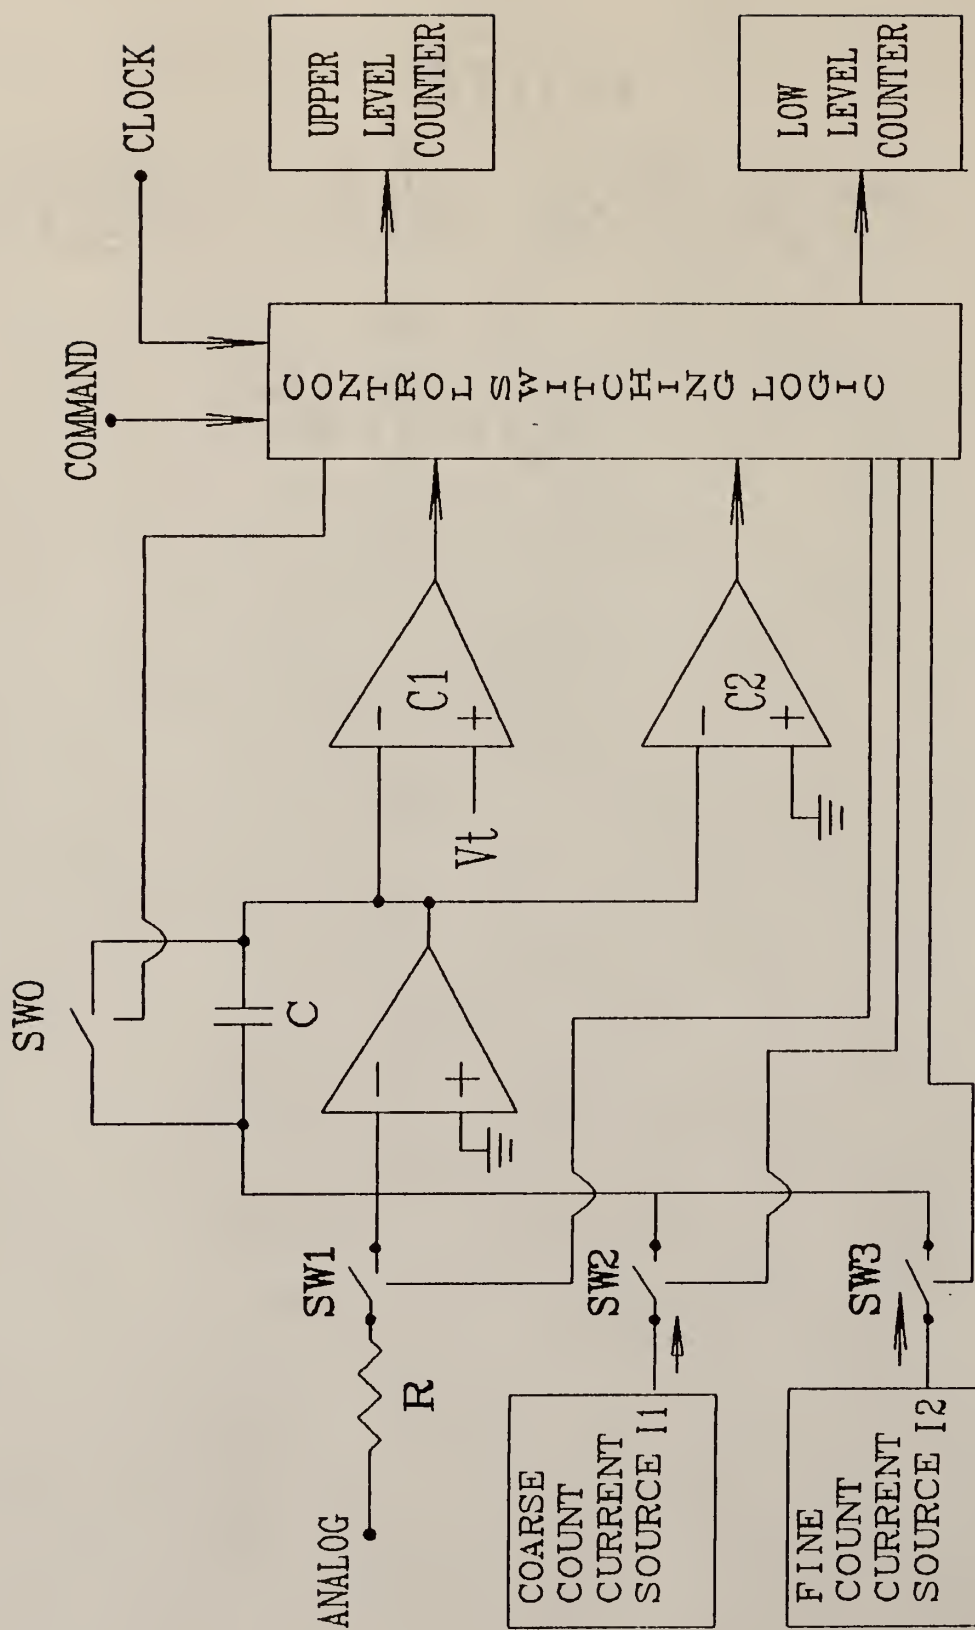 CLOCK
COMMAND
UPPER
LEVEL
COUNTER
LOW
LEVEL
COUNTER
CONTROL SWITCHING LOGIC
SW0
C
C1
-
+
Vt
C2
-
+
-
+
SW1
SW2
SW3
R
ANALOG
COARSE
COUNT
CURRENT
SOURCE I1
FINE
COUNT
CURRENT
SOURCE I2